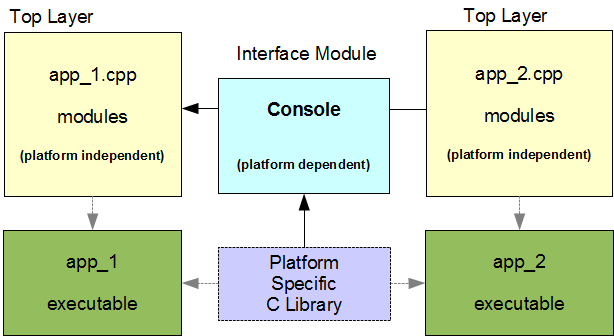 Top Layer
Top Layer
Interface Module
app_1.cpp
modules
(platform independent)
Console
(platform dependent)
app_2.cpp
modules
(platform independent)
app_1
executable
Platform
Specific
C Library
app_2
executable